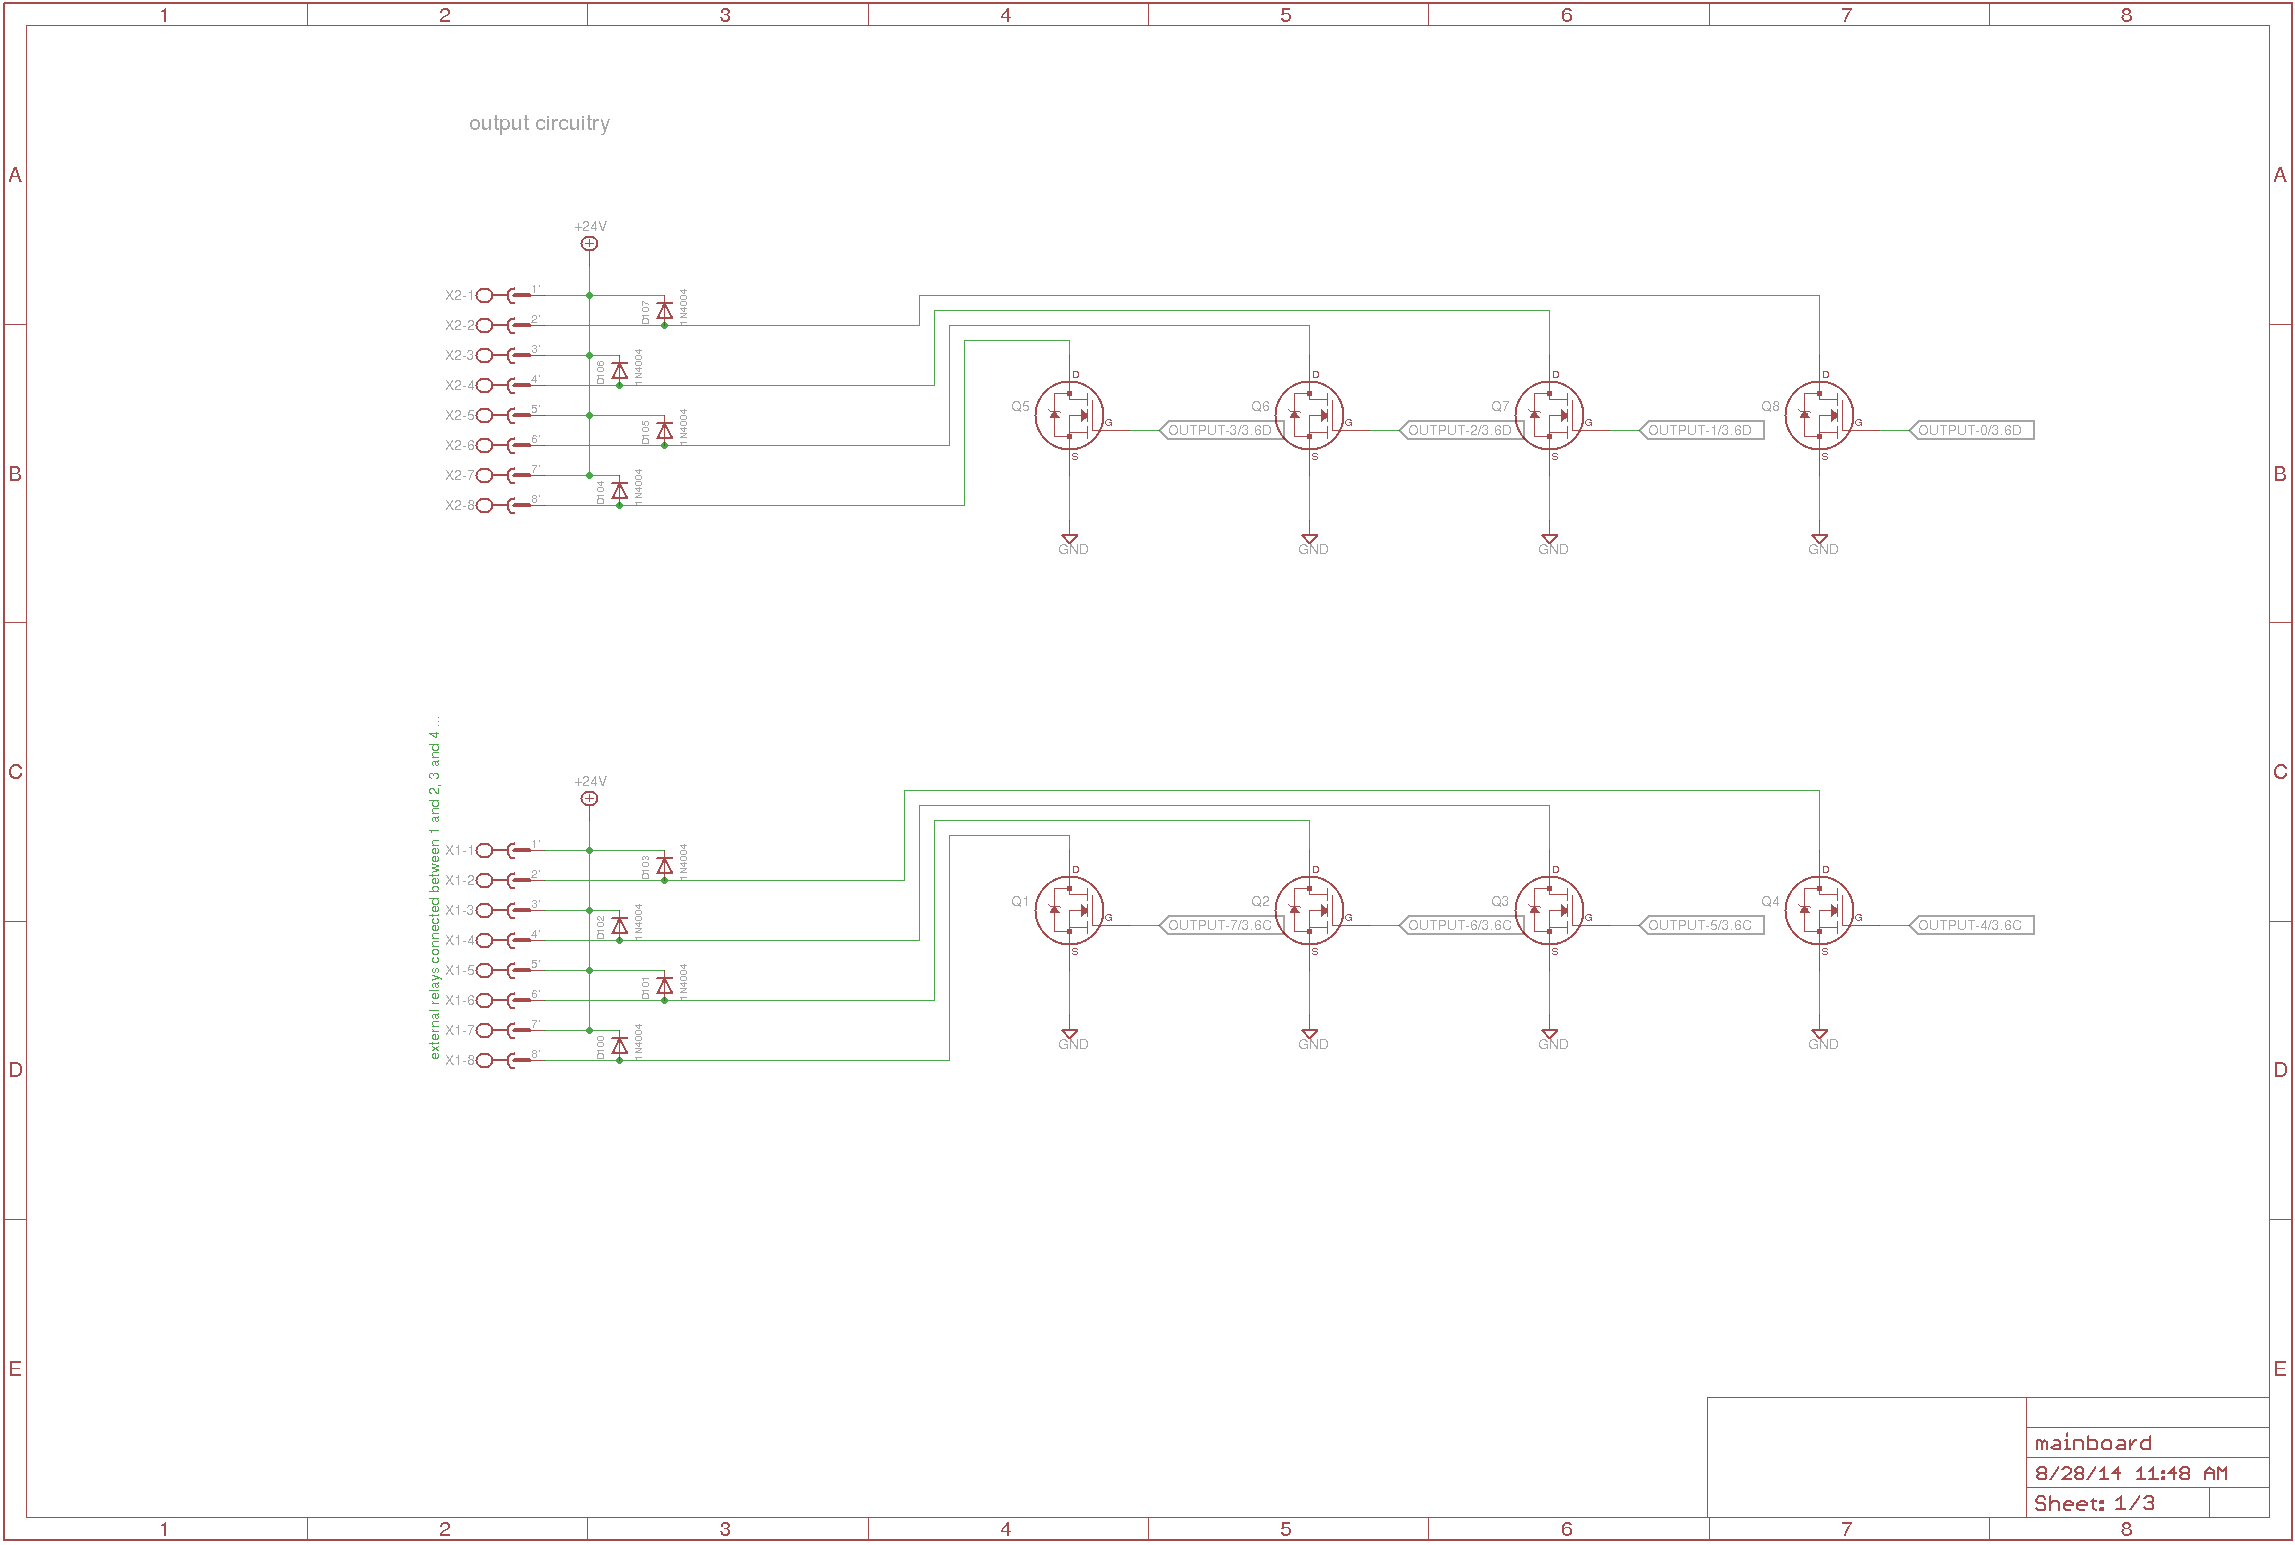 1 2 3 4 5 6 7 8
output circuitry
A A
+24V
X2-1 1'
D107 1N4004
X2-2 2'
X2-3 3'
D106 1N4004
X2-4 4'
X2-5 5'
D105 1N4004
X2-6 6'
X2-7 7'
D104 1N4004
X2-8 8'
D D D D
Q5 Q6 Q7 Q8
G G G G
OUTPUT-3/3.6D OUTPUT-2/3.6D OUTPUT-1/3.6D OUTPUT-0/3.6D
S S S S
B B
GND GND GND GND
external relays connected between 1 and 2, 3 and 4 ...
C C
+24V
X1-1 1'
D103 1N4004
X1-2 2'
X1-3 3'
D102 1N4004
X1-4 4'
X1-5 5'
D101 1N4004
X1-6 6'
X1-7 7'
D100 1N4004
X1-8 8'
D D D D
Q1 Q2 Q3 Q4
G G G G
OUTPUT-7/3.6C OUTPUT-6/3.6C OUTPUT-5/3.6C OUTPUT-4/3.6C
S S S S
GND GND GND GND
D D
E E
mainboard
8/28/14 11:48 AM
Sheet: 1/3
1 2 3 4 5 6 7 8